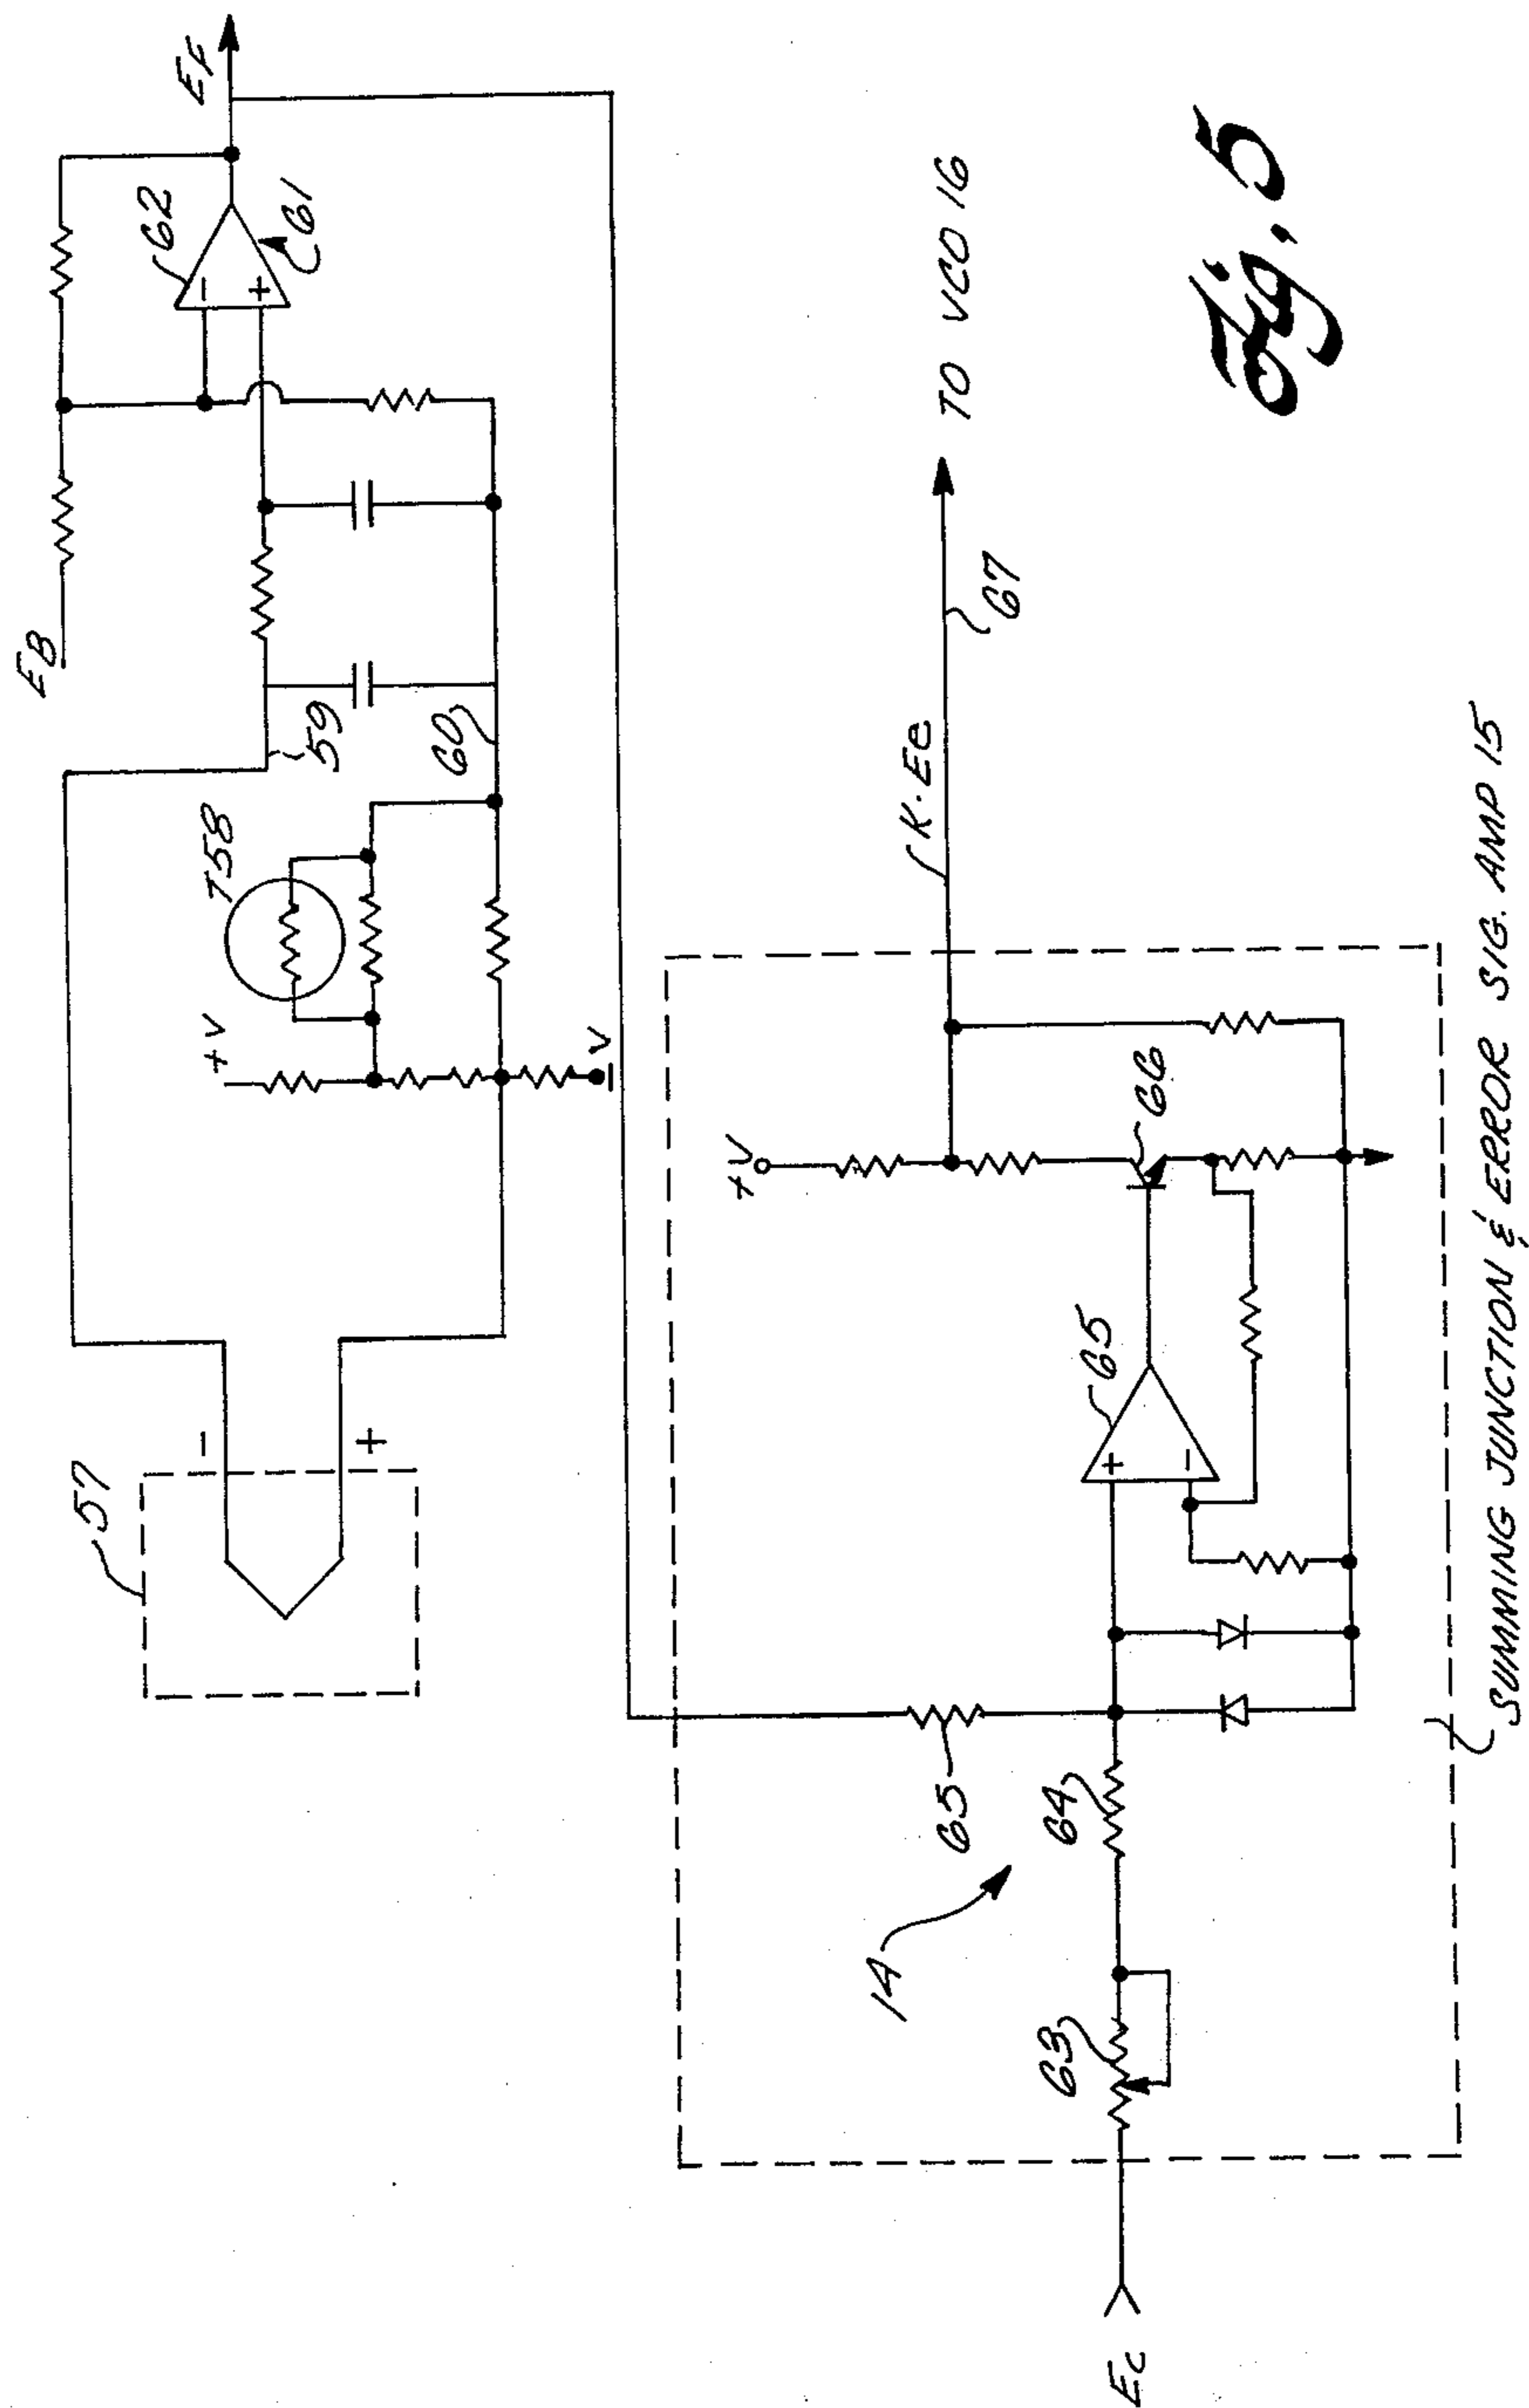 57
-
+
+V
T58
-V
59
60
EB
62
-
+
61
EF
Ec
63
64
14
65
+
-
65
+V
66
K·Ee
67
TO VCO 16
SUMMING JUNCTION & ERROR SIG. AMP 15
Fig. 5